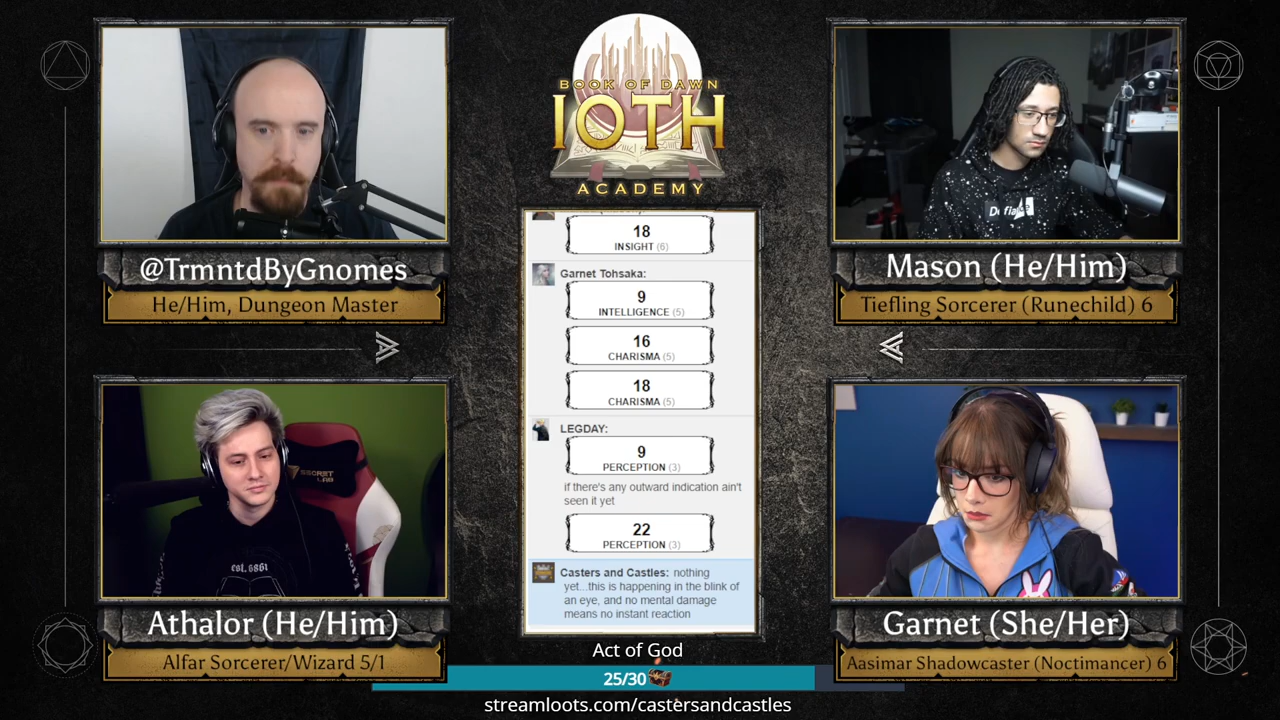 BOOK OF DAWN
IOTH
ACADEMY
@TrmntdByGnomes
He/Him, Dungeon Master
Mason (He/Him)
Tiefling Sorcerer (Runechild) 6
18
INSIGHT (6)
Garnet Tohsaka:
9
INTELLIGENCE (5)
16
CHARISMA (5)
18
CHARISMA (5)
LEGDAY:
9
PERCEPTION (3)
if there's any outward indication ain't
seen it yet
22
PERCEPTION (3)
Casters and Castles: nothing
yet...this is happening in the blink of
an eye, and no mental damage
means no instant reaction
SECRET
LAB
est. 6861
Athalor (He/Him)
Alfar Sorcerer/Wizard 5/1
Garnet (She/Her)
Aasimar Shadowcaster (Noctimancer) 6
Act of God
25/30
streamloots.com/castersandcastles